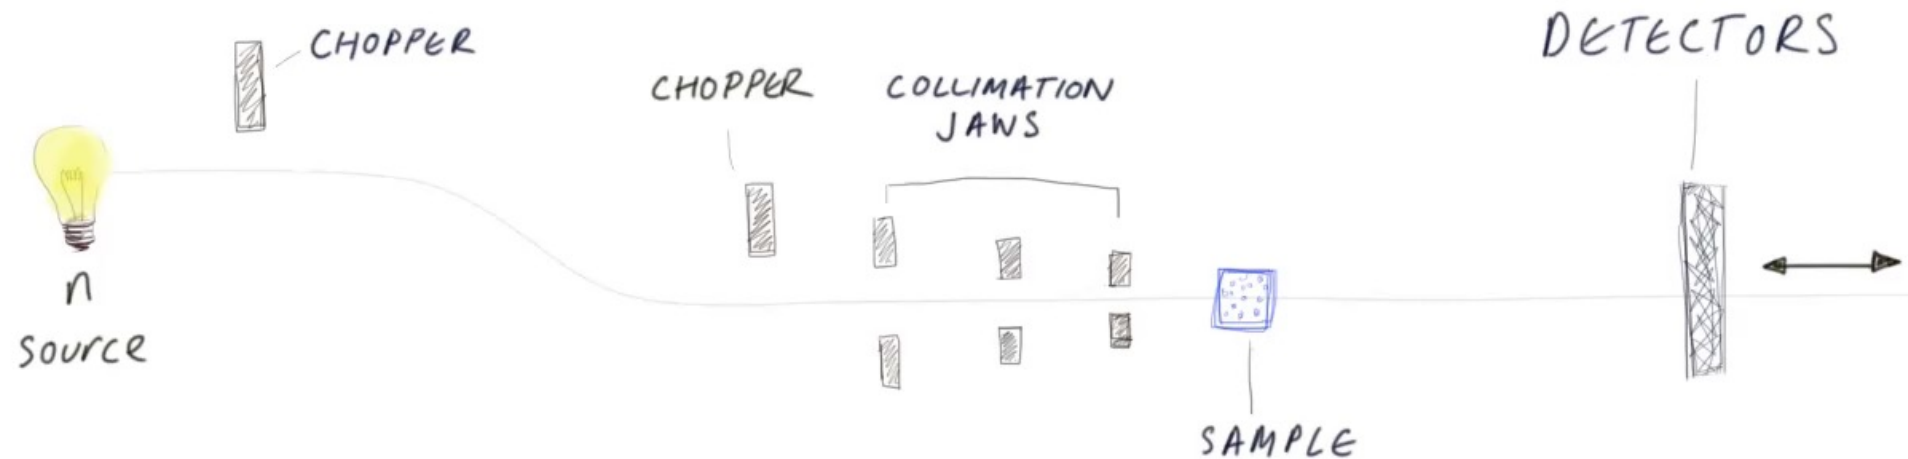 CHOPPER
CHOPPER
COLLIMATION
JAWS
DETECTORS
n
source
SAMPLE